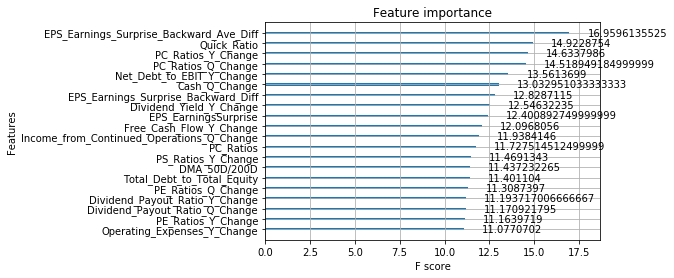 Feature importance
EPS_Earnings_Surprise_Backward_Ave_Diff 16.9596135525
Quick_Ratio 14.9228754
PC_Ratios_Y_Change 14.6337986
PC_Ratios_Q_Change 14.518949184999999
Net_Debt_to_EBIT_Y_Change 13.5613699
Cash_Q_Change 13.032951033333333
EPS_Earnings_Surprise_Backward_Diff 12.8287115
Dividend_Yield_Y_Change 12.54632235
EPS_EarningsSurprise 12.400892749999999
Free_Cash_Flow_Y_Change 12.0968056
Income_from_Continued_Operations_Q_Change 11.9384146
PC_Ratios 11.727514512499999
PS_Ratios_Y_Change 11.4691343
DMA_50D/200D 11.437232265
Total_Debt_to_Total_Equity 11.401104
PE_Ratios_Q_Change 11.3087397
Dividend_Payout_Ratio_Y_Change 11.193717006666667
Dividend_Payout_Ratio_Q_Change 11.170921795
PE_Ratios_Y_Change 11.1639719
Operating_Expenses_Y_Change 11.0770702
Features
0.0 2.5 5.0 7.5 10.0 12.5 15.0 17.5
F score